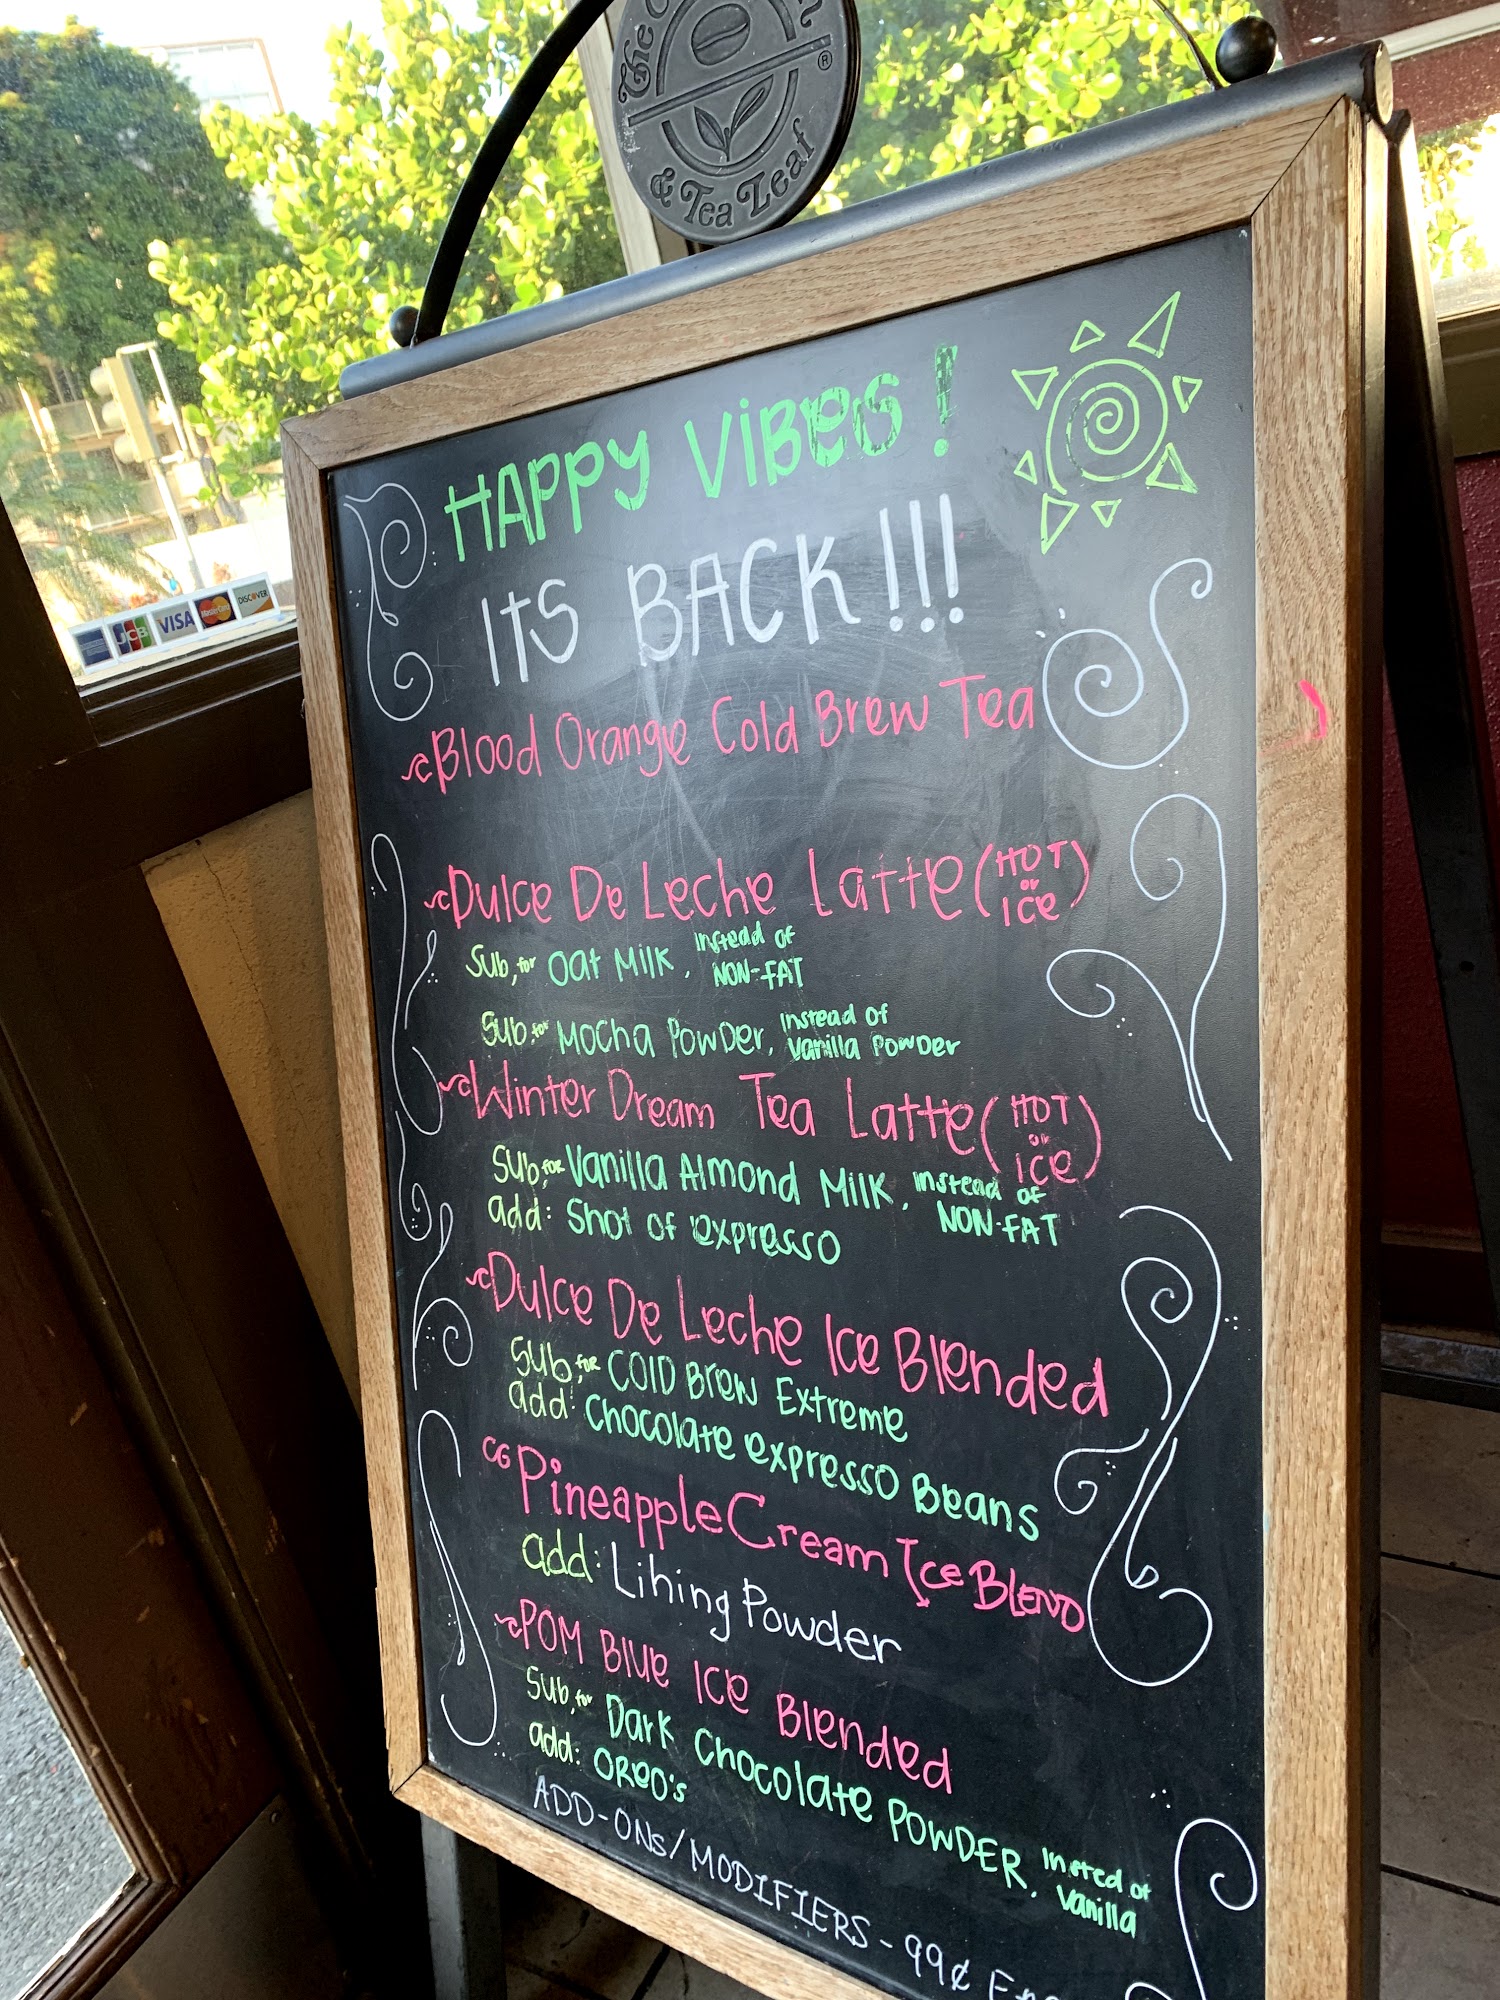 The
& Tea Leaf
®
JCB VISA MasterCard DISCOVER
HAPPY VIBES!
ITS BACK!!!
Blood Orange Cold Brew Tea
Dulce De Leche Latte (HOT or ICE)
Sub, for Oat Milk, instead of NON-FAT
Sub, for Mocha Powder, instead of Vanilla Powder
Winter Dream Tea Latte (HOT or ICE)
Sub, for Vanilla Almond Milk, instead of NON-FAT
add: Shot of expresso
Dulce De Leche Ice Blended
Sub, for COLD Brew Extreme
add: Chocolate expresso Beans
Pineapple Cream Ice BLEND
add: Lihing Powder
POM Blue Ice Blended
Sub, for Dark Chocolate POWDER, insted of Vanilla
add: OREO'S
ADD-ONS/MODIFIERS - 99¢